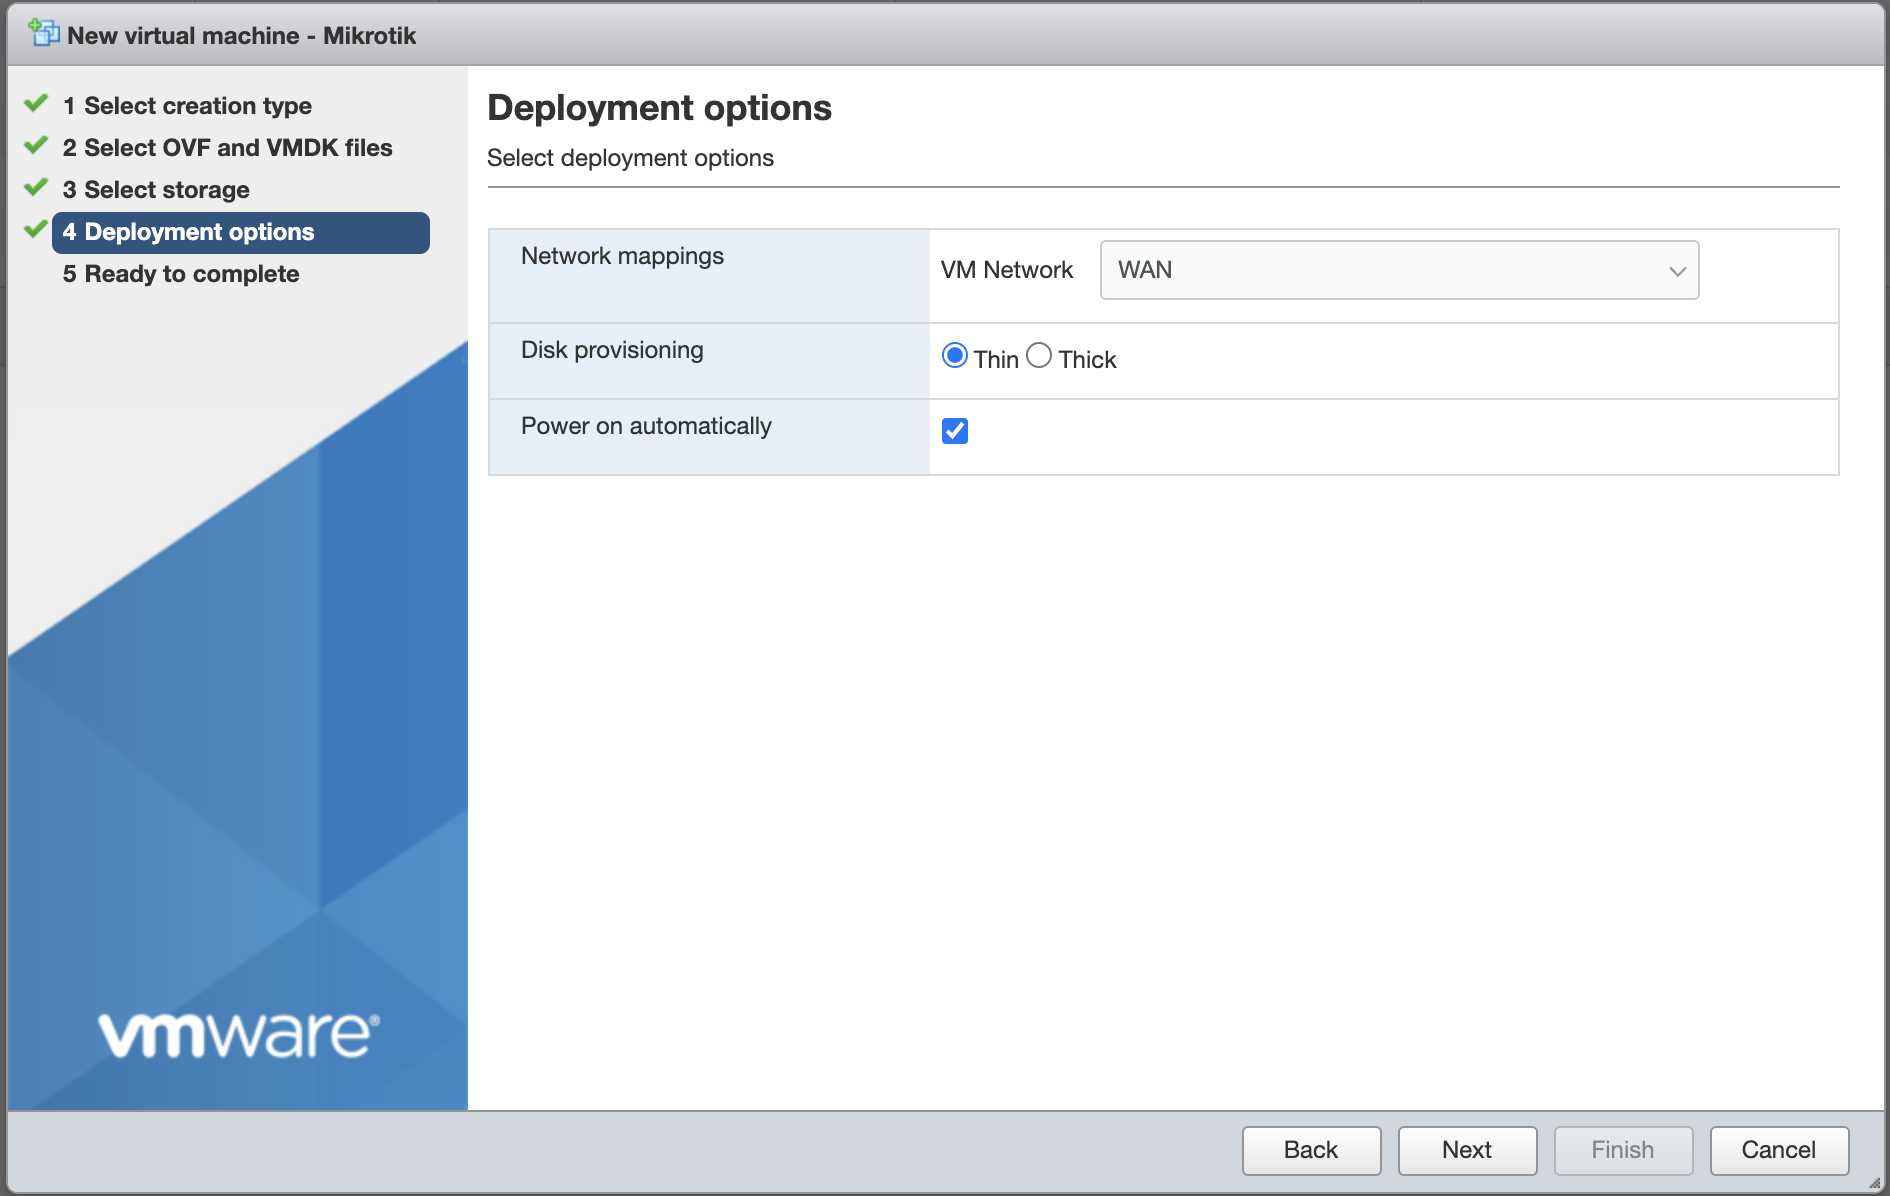 New virtual machine - Mikrotik
1 Select creation type
2 Select OVF and VMDK files
3 Select storage
4 Deployment options
5 Ready to complete
vmware®
Deployment options
Select deployment options
Network mappings
VM Network WAN
Disk provisioning
Thin Thick
Power on automatically
Back Next Finish Cancel